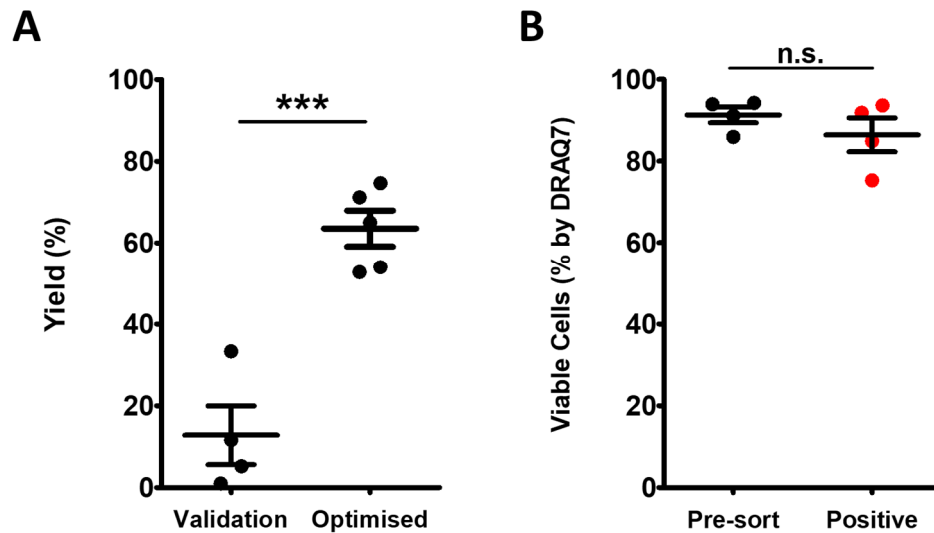 A
Yield (%)
100
80
60
40
20
0
***
Validation Optimised
B
Viable Cells (% by DRAQ7)
100
80
60
40
20
0
n.s.
Pre-sort Positive